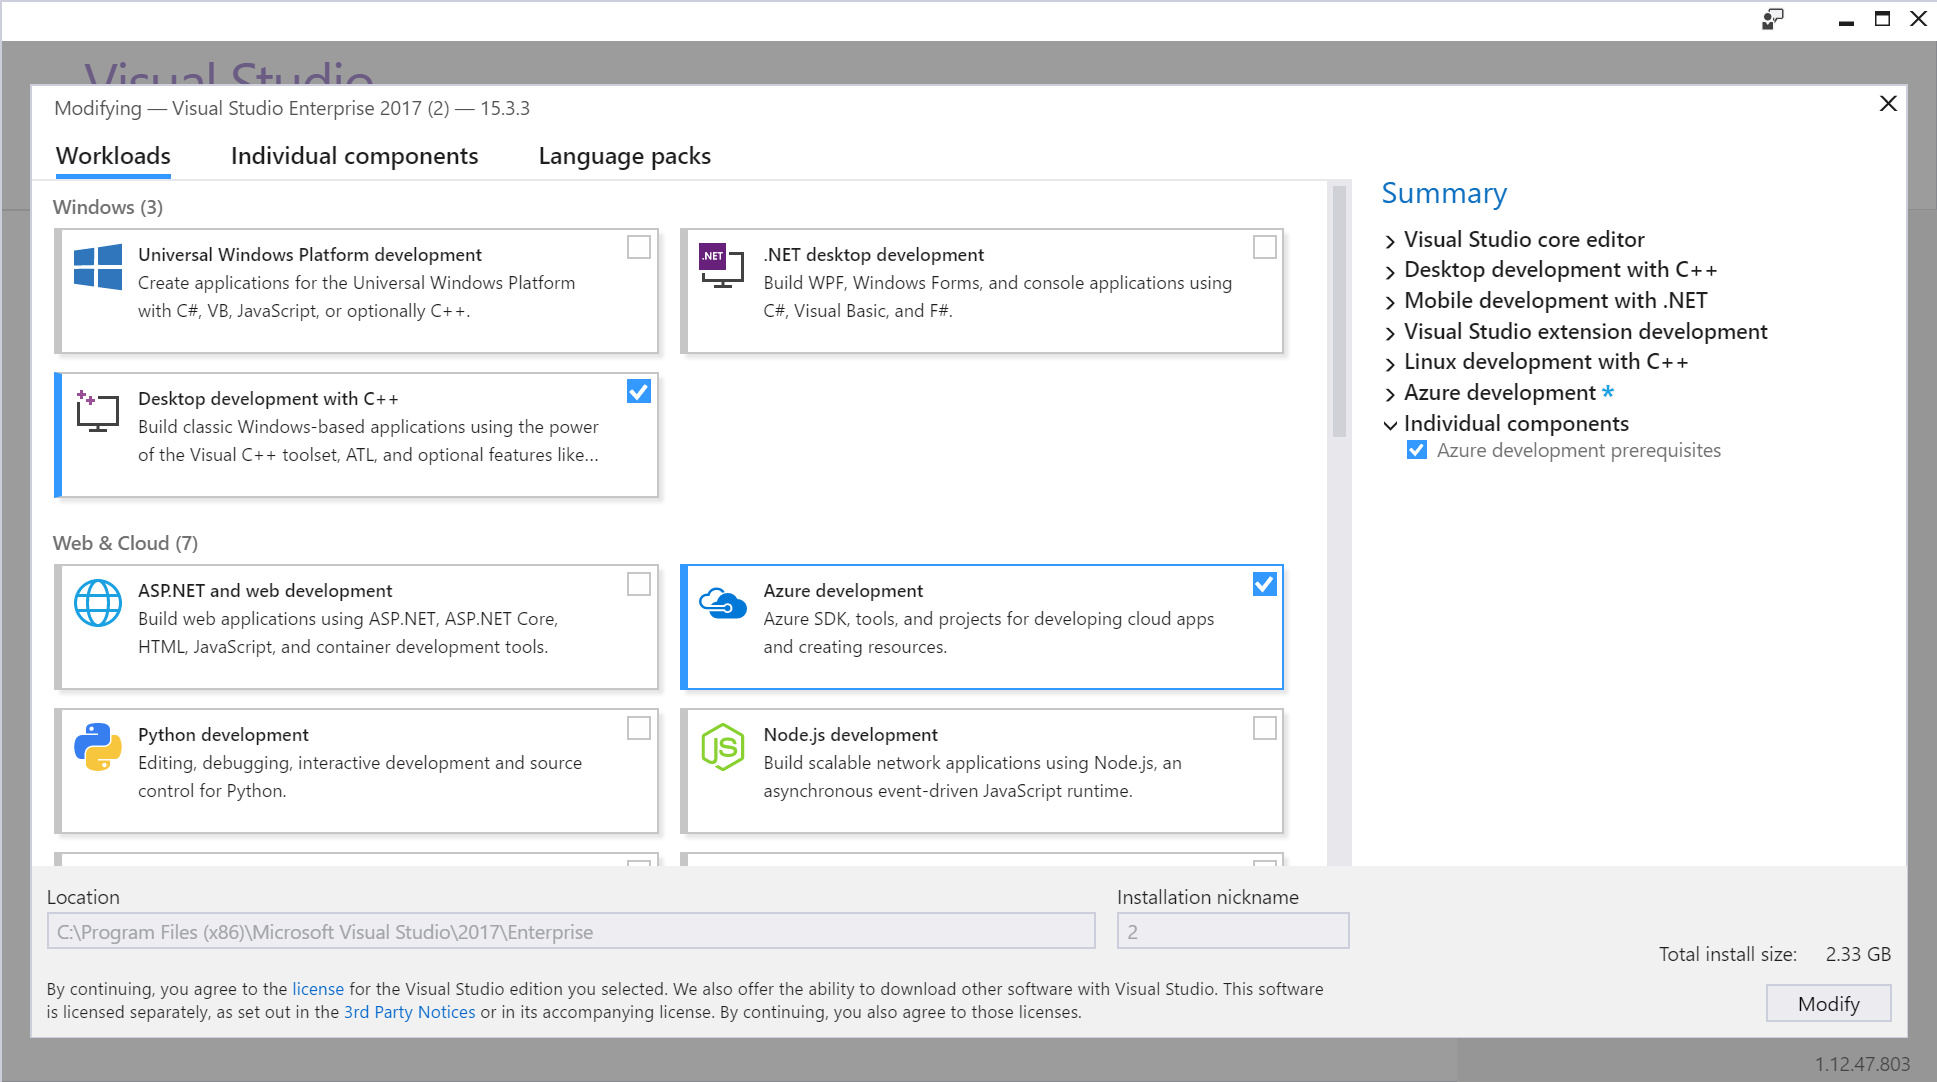 Visual Studio
Modifying — Visual Studio Enterprise 2017 (2) — 15.3.3
Workloads
Individual components
Language packs
Windows (3)
Universal Windows Platform development
Create applications for the Universal Windows Platform
with C#, VB, JavaScript, or optionally C++.
.NET
.NET desktop development
Build WPF, Windows Forms, and console applications using
C#, Visual Basic, and F#.
Desktop development with C++
Build classic Windows-based applications using the power
of the Visual C++ toolset, ATL, and optional features like...
Web & Cloud (7)
ASP.NET and web development
Build web applications using ASP.NET, ASP.NET Core,
HTML, JavaScript, and container development tools.
Azure development
Azure SDK, tools, and projects for developing cloud apps
and creating resources.
Python development
Editing, debugging, interactive development and source
control for Python.
JS
Node.js development
Build scalable network applications using Node.js, an
asynchronous event-driven JavaScript runtime.
Summary
Visual Studio core editor
Desktop development with C++
Mobile development with .NET
Visual Studio extension development
Linux development with C++
Azure development *
Individual components
Azure development prerequisites
Location
C:\Program Files (x86)\Microsoft Visual Studio\2017\Enterprise
Installation nickname
2
Total install size: 2.33 GB
By continuing, you agree to the license for the Visual Studio edition you selected. We also offer the ability to download other software with Visual Studio. This software
is licensed separately, as set out in the 3rd Party Notices or in its accompanying license. By continuing, you also agree to those licenses.
Modify
1.12.47.803